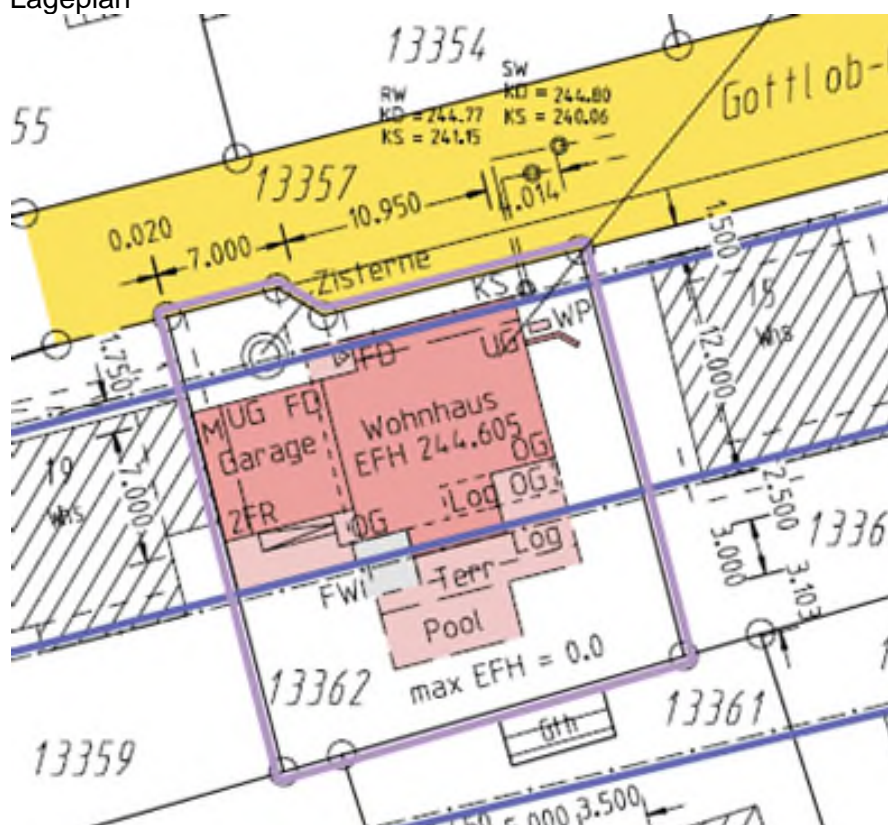 Lageplan
13354
55
RW
KD = 244.77
KS = 241.15
SW
KD = 244.80
KS = 240.06
Gottlob-
13357
10.950
1.014
0.020
7.000
1.500
Zisterne
KS
WP
UG
FD
15
12.000
1.750
M UG FD
Garage
Wohnhaus
EFH 244.605
OG
19
7.000
Log
OG
2FR
OG
Log
2.500
3.000
1336
3.103
FWI
Terr
Pool
13362
max EFH = 0.0
13361
Gfh
13359
5.000
3.500